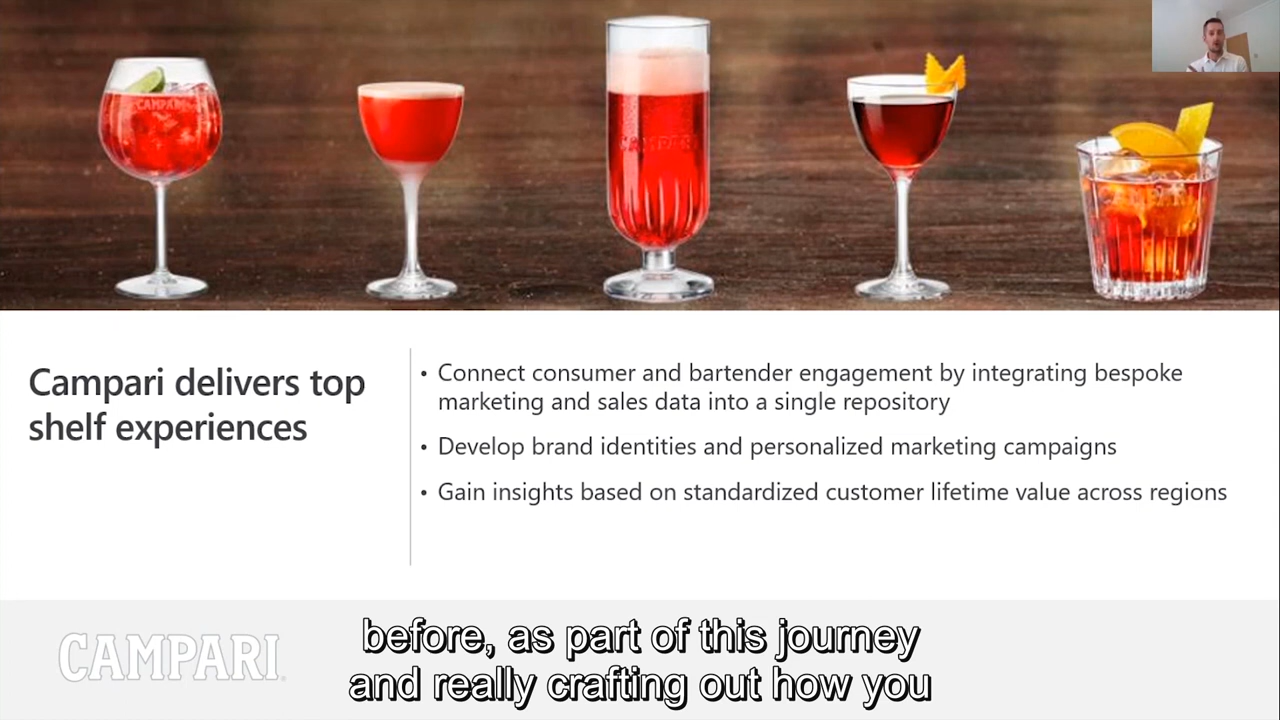 CAMPARI
CAMPARI
Campari delivers top
shelf experiences
• Connect consumer and bartender engagement by integrating bespoke
marketing and sales data into a single repository
• Develop brand identities and personalized marketing campaigns
• Gain insights based on standardized customer lifetime value across regions
CAMPARI
before, as part of this journey
and really crafting out how you